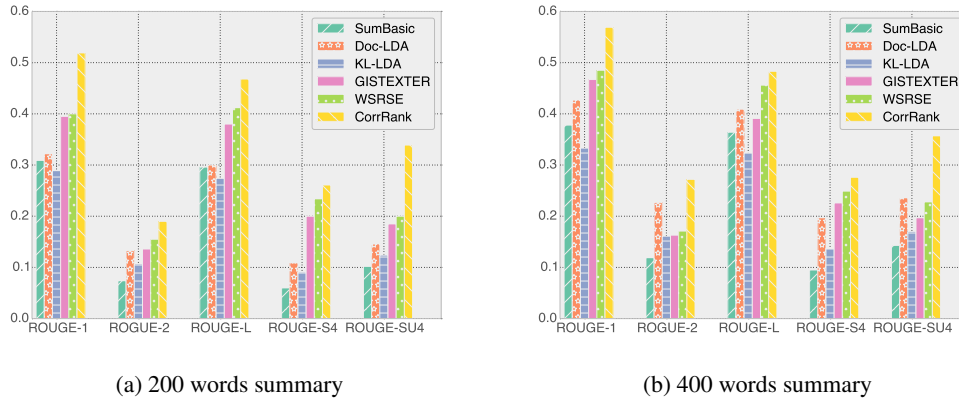 0.6
0.5
0.4
0.3
0.2
0.1
0.0
ROUGE-1 ROGUE-2 ROUGE-L ROUGE-S4 ROUGE-SU4
SumBasic
Doc-LDA
KL-LDA
GISTEXTER
WSRSE
CorrRank
(a) 200 words summary
0.6
0.5
0.4
0.3
0.2
0.1
0.0
ROUGE-1 ROGUE-2 ROUGE-L ROUGE-S4 ROUGE-SU4
SumBasic
Doc-LDA
KL-LDA
GISTEXTER
WSRSE
CorrRank
(b) 400 words summary